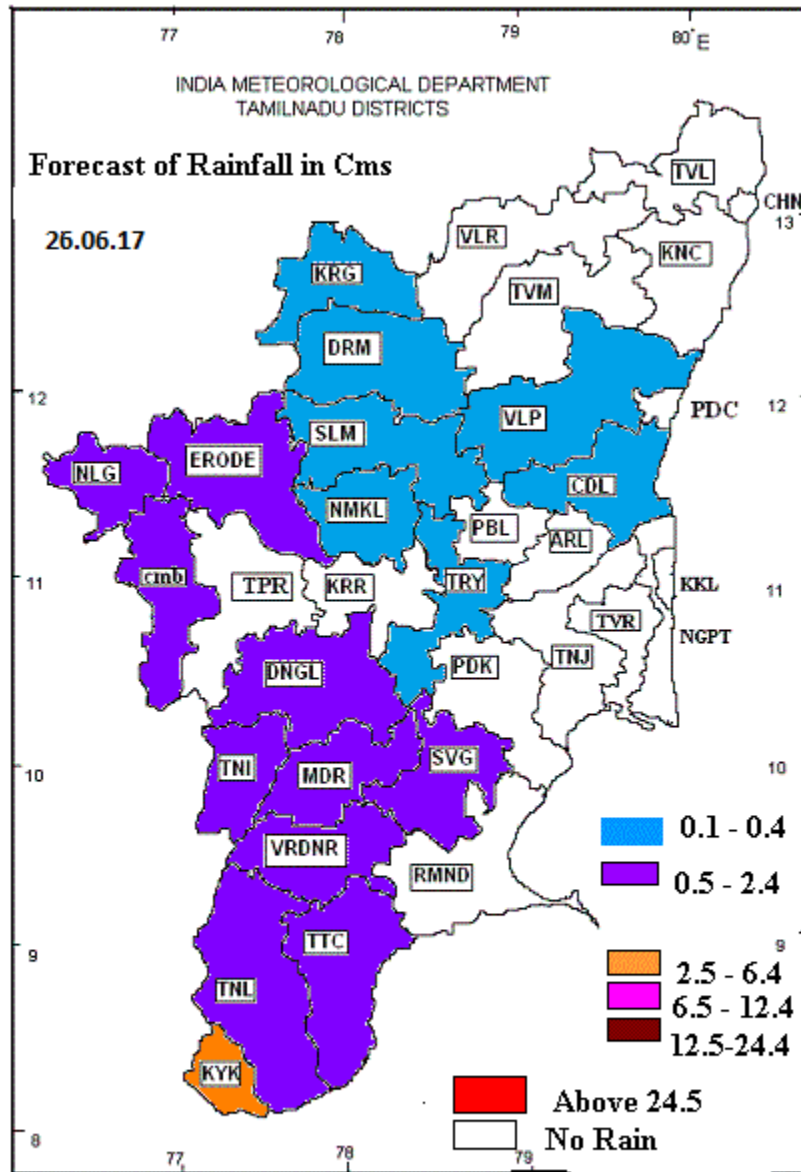 77 78 79 80°E
INDIA METEOROLOGICAL DEPARTMENT
TAMILNADU DISTRICTS
Forecast of Rainfall in Cms
TVL
CHN
13
26.06.17
VLR
KNC
KRG
TVM
DRM
12
12
PDC
VLP
SLM
ERODE
NLG
CDL
NMKL
PBL
ARL
11
cmb
TPR
KRR
TRY
KKL
11
TVR
NGPT
DNGL
PDK
TNJ
10
TNI
MDR
SVG
10
0.1 - 0.4
VRDNR
RMND
0.5 - 2.4
9
TTC
9
2.5 - 6.4
TNL
6.5 - 12.4
12.5-24.4
KYK
Above 24.5
8
No Rain
77 78 79